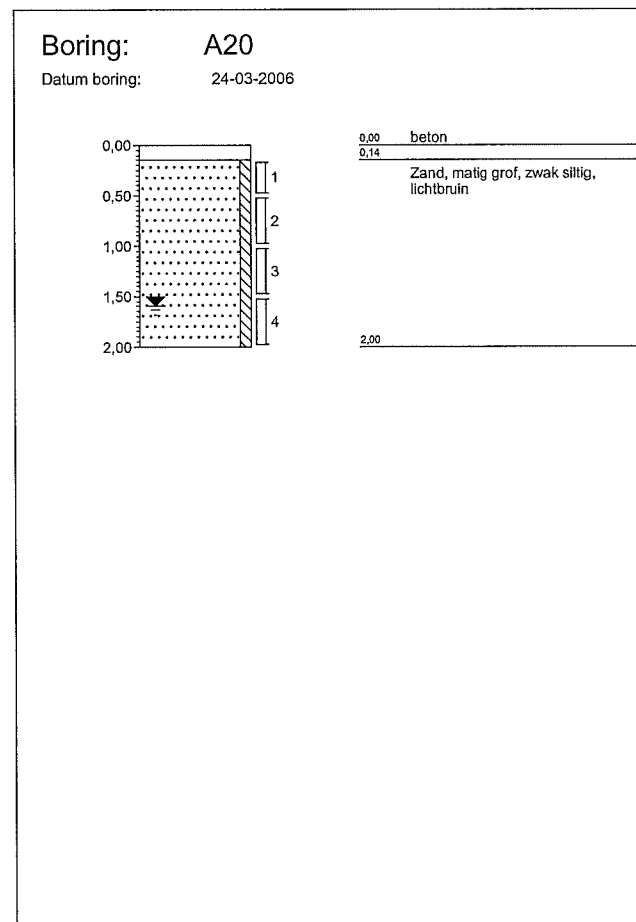 Boring: A20
Datum boring: 24-03-2006
0,00
0,50
1,00
1,50
2,00
1
2
3
4
0,00 beton
0,14
Zand, matig grof, zwak siltig,
lichtbruin
2,00